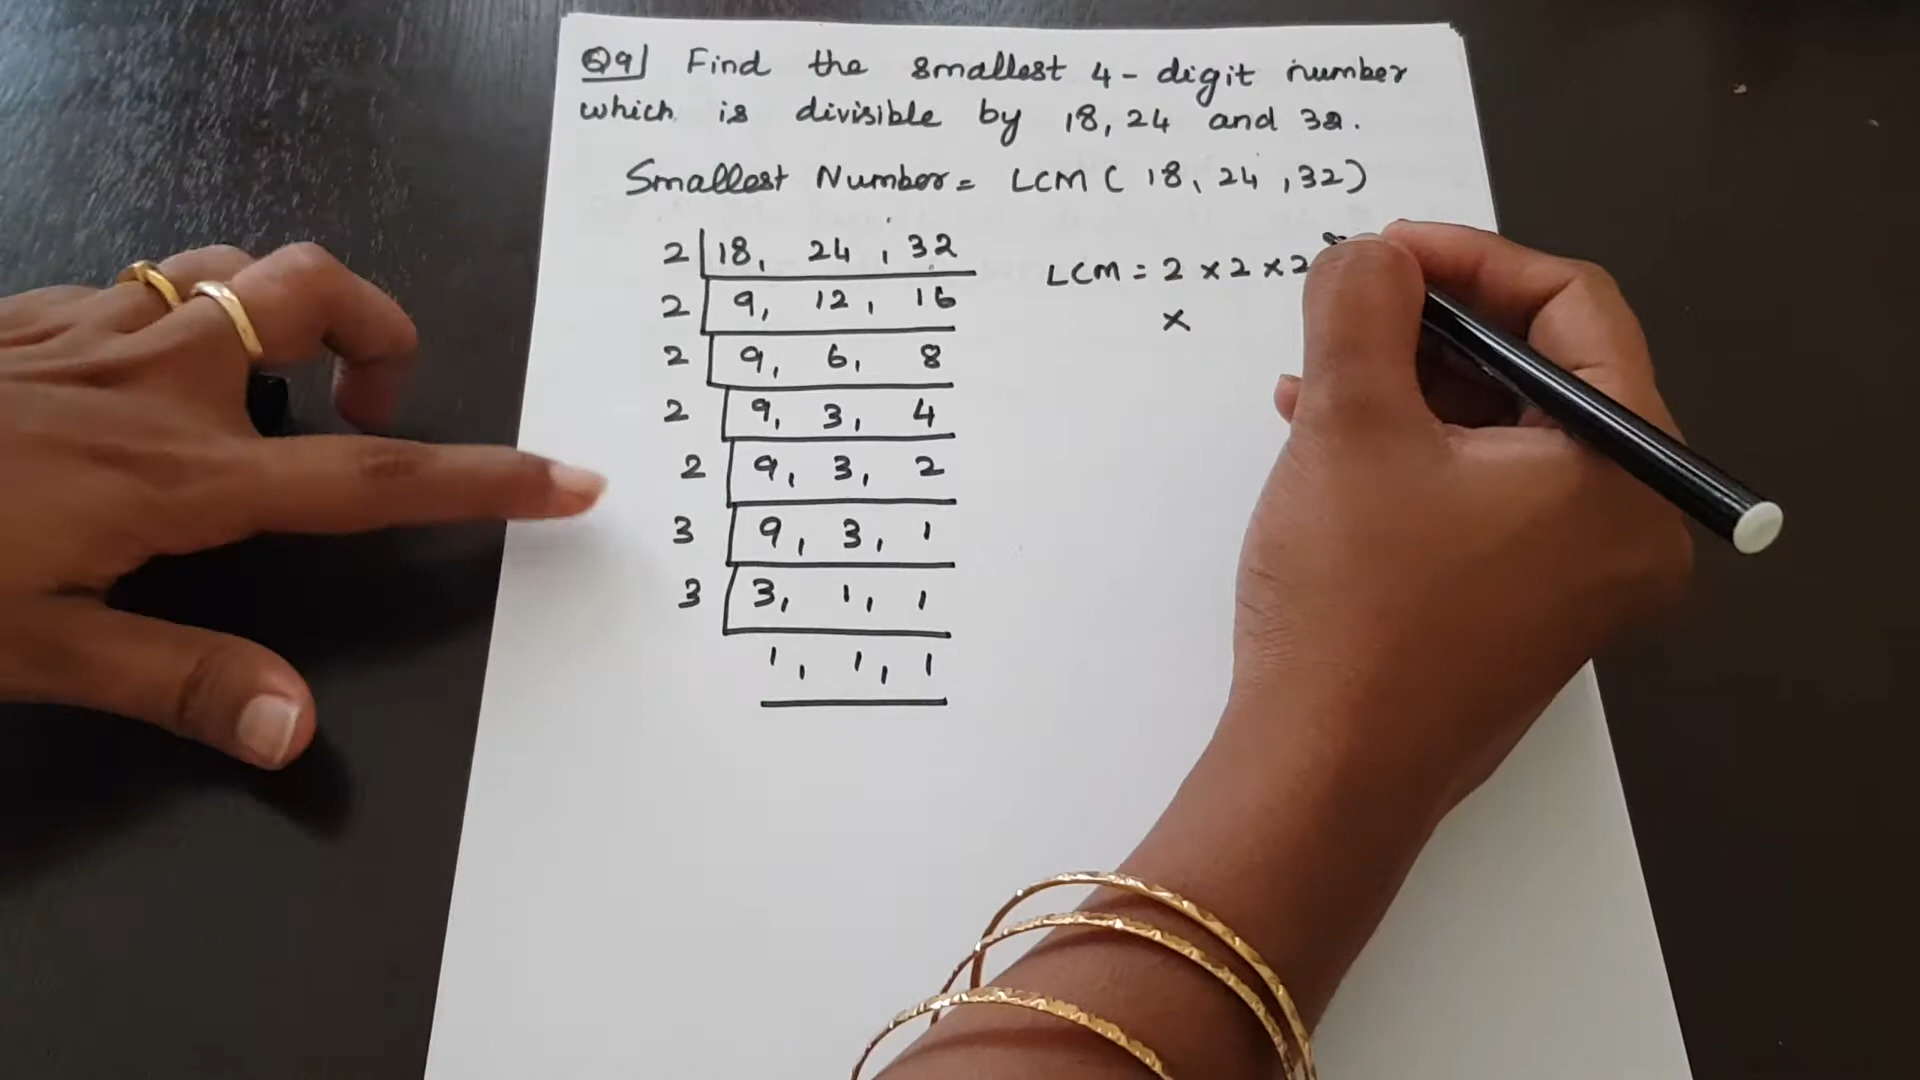 Q9) Find the smallest 4-digit number
which is divisible by 18, 24 and 32.
Smallest Number = LCM ( 18, 24 , 32)
2 18, 24 , 32
2 9, 12, 16
2 9, 6, 8
2 9, 3, 4
2 9, 3, 2
3 9, 3, 1
3 3, 1, 1
1, 1, 1
LCM = 2 × 2 × 2
×